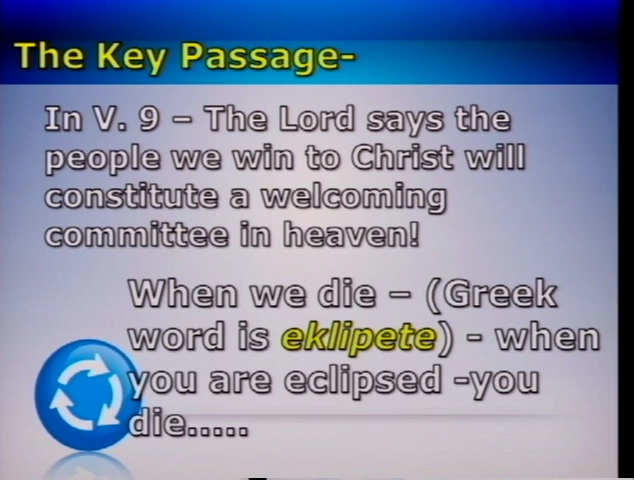 The Key Passage-
In V. 9 – The Lord says the
people we win to Christ will
constitute a welcoming
committee in heaven!
When we die – (Greek
word is eklipete) - when
you are eclipsed -you
die.....